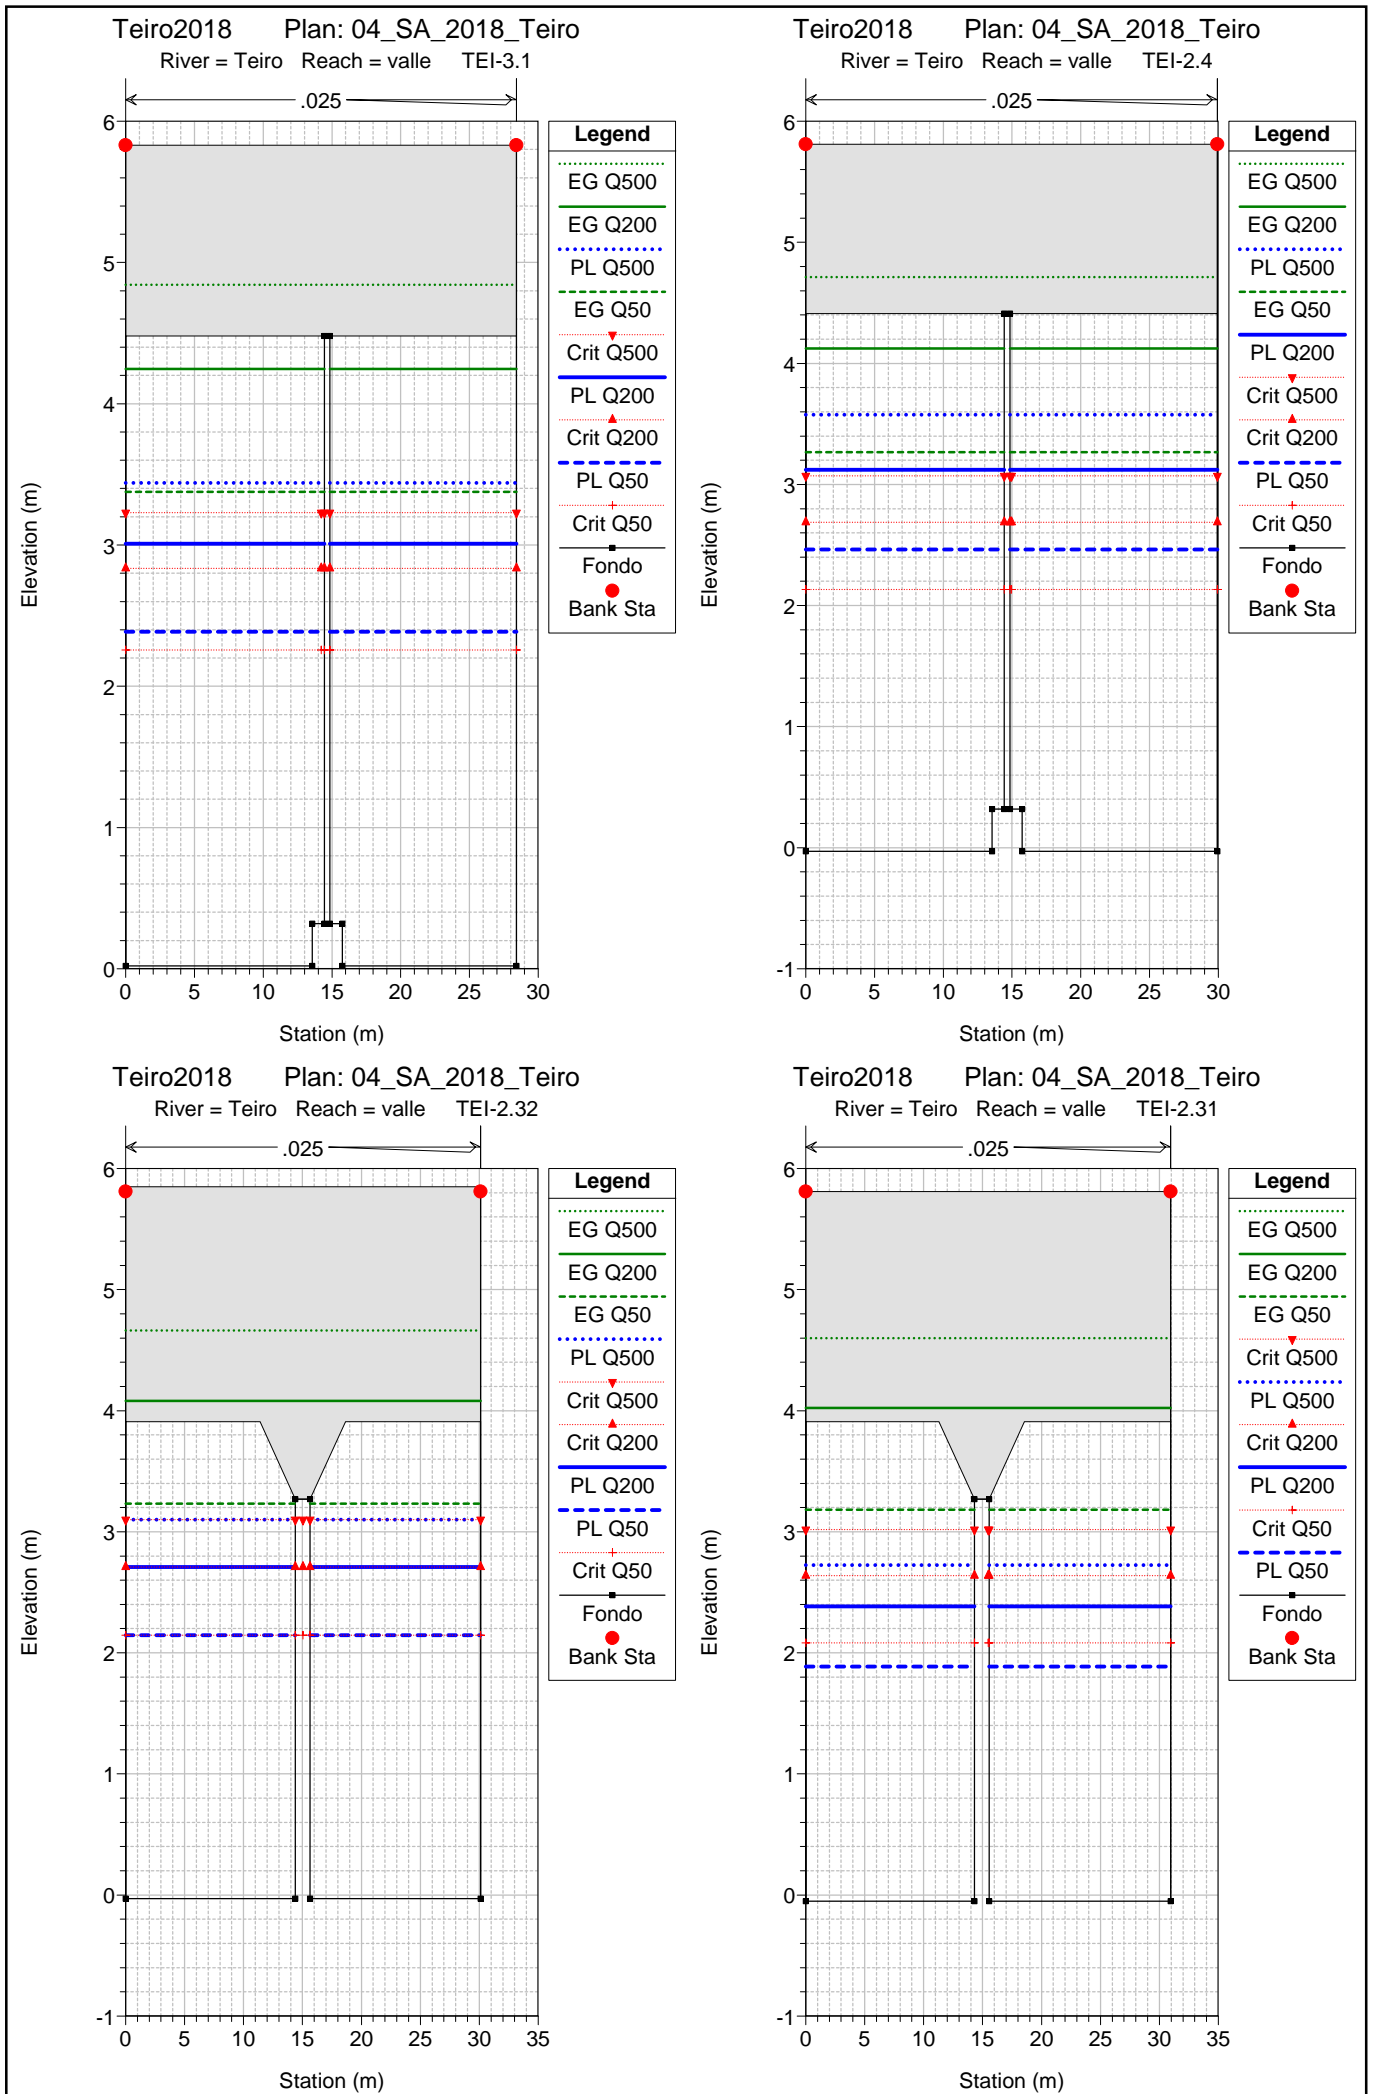 Teiro2018 Plan: 04_SA_2018_Teiro
River = Teiro Reach = valle TEI-3.1
.025
6
5
4
3
2
1
0
Elevation (m)
0 5 10 15 20 25 30
Station (m)
Legend
EG Q500
EG Q200
PL Q500
EG Q50
Crit Q500
PL Q200
Crit Q200
PL Q50
Crit Q50
Fondo
Bank Sta
Teiro2018 Plan: 04_SA_2018_Teiro
River = Teiro Reach = valle TEI-2.4
.025
6
5
4
3
2
1
0
-1
Elevation (m)
0 5 10 15 20 25 30
Station (m)
Legend
EG Q500
EG Q200
PL Q500
EG Q50
PL Q200
Crit Q500
Crit Q200
PL Q50
Crit Q50
Fondo
Bank Sta
Teiro2018 Plan: 04_SA_2018_Teiro
River = Teiro Reach = valle TEI-2.32
.025
6
5
4
3
2
1
0
-1
Elevation (m)
0 5 10 15 20 25 30 35
Station (m)
Legend
EG Q500
EG Q200
EG Q50
PL Q500
Crit Q500
Crit Q200
PL Q200
PL Q50
Crit Q50
Fondo
Bank Sta
Teiro2018 Plan: 04_SA_2018_Teiro
River = Teiro Reach = valle TEI-2.31
.025
6
5
4
3
2
1
0
-1
Elevation (m)
0 5 10 15 20 25 30 35
Station (m)
Legend
EG Q500
EG Q200
EG Q50
Crit Q500
PL Q500
Crit Q200
PL Q200
Crit Q50
PL Q50
Fondo
Bank Sta